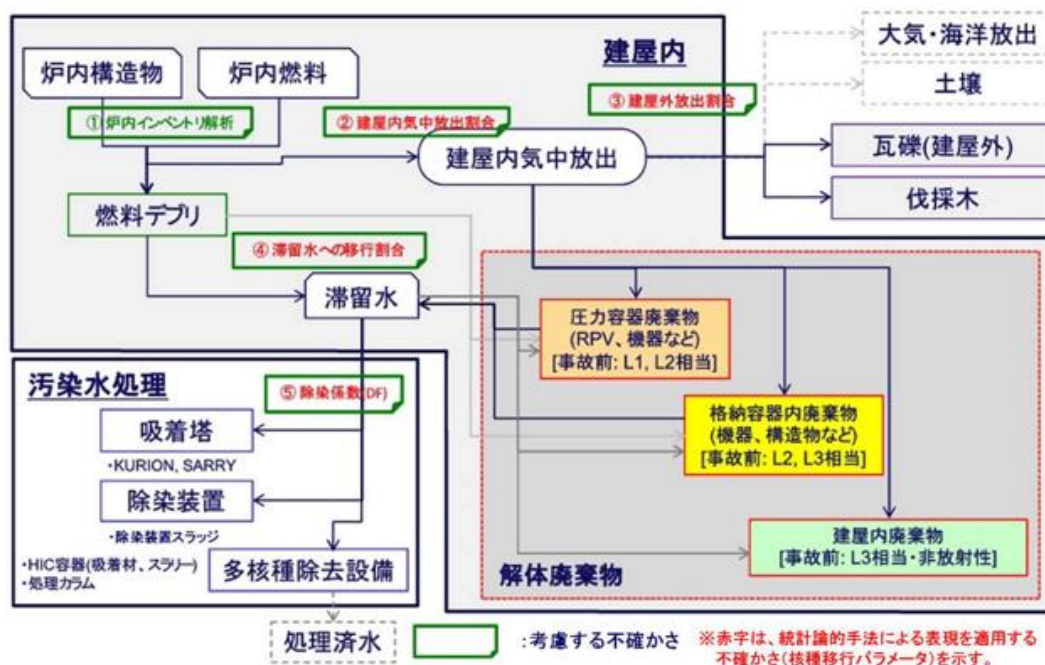 建屋内
大気・海洋放出
土壌
炉内構造物
炉内燃料
③ 建屋外放出割合
① 炉内インベントリ解析
② 建屋内気中放出割合
瓦礫(建屋外)
建屋内気中放出
伐採木
燃料デブリ
④ 滞留水への移行割合
滞留水
圧力容器廃棄物
(RPV、機器など)
[事故前: L1, L2相当]
汚染水処理
⑤ 除染係数(DF)
吸着塔
・KURION, SARRY
格納容器内廃棄物
(機器、構造物など)
[事故前: L2, L3相当]
除染装置
・除染装置スラッジ
建屋内廃棄物
[事故前: L3相当・非放射性]
・HIC容器(吸着材、スラリー)
・処理カラム
多核種除去設備
解体廃棄物
処理済水
:考慮する不確かさ
※赤字は、統計論的手法による表現を適用する
不確かさ(核種移行パラメータ)を示す。